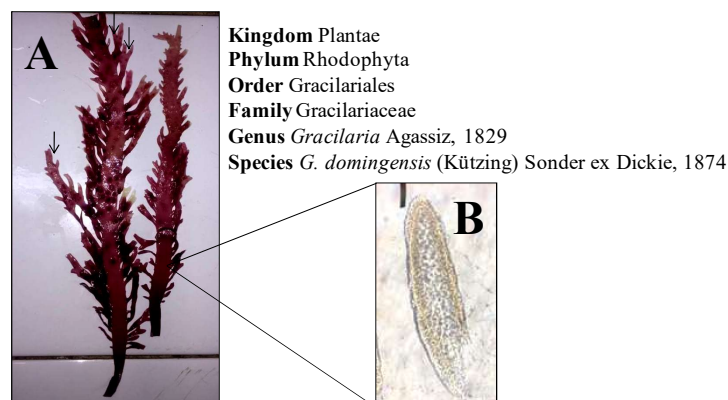 A
Kingdom Plantae
Phylum Rhodophyta
Order Gracilariales
Family Gracilariaceae
Genus Gracilaria Agassiz, 1829
Species G. domingensis (Kützing) Sonder ex Dickie, 1874
B